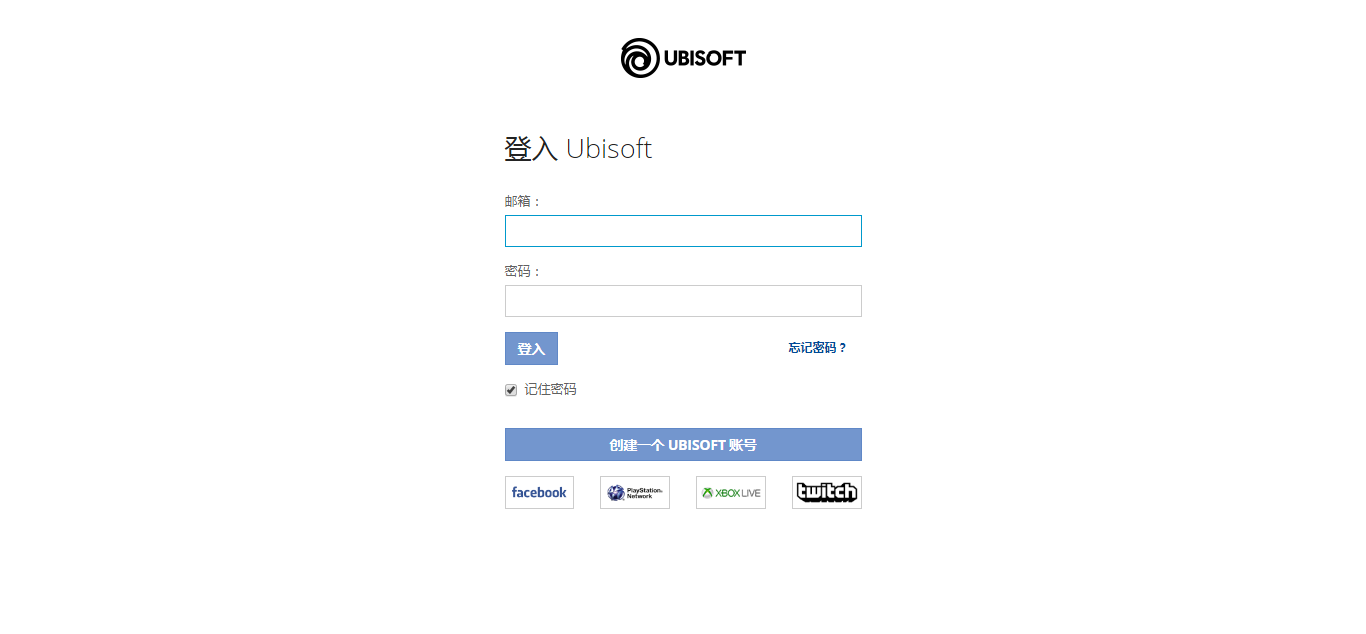 UBISOFT
登入 Ubisoft
邮箱：
密码：
登入 忘记密码？
记住密码
创建一个 UBISOFT 账号
facebook PlayStation Network XBOX LIVE twitch